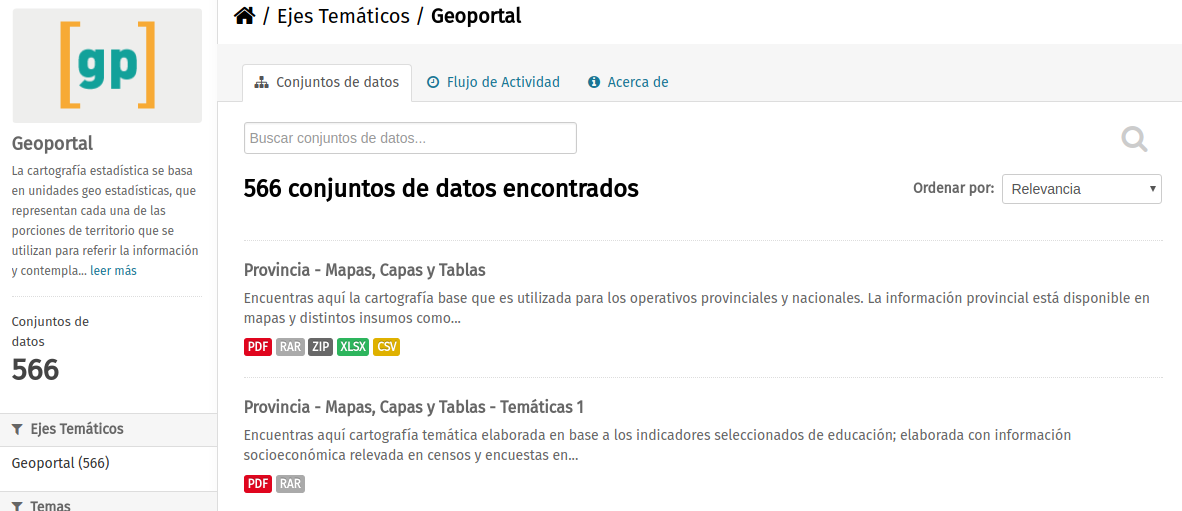 / Ejes Temáticos / Geoportal
gp
Geoportal
La cartografía estadística se basa
en unidades geo estadísticas, que
representan cada una de las
porciones de territorio que se
utilizan para referir la información
y contempla... leer más
Conjuntos de
datos
566
Ejes Temáticos
Geoportal (566)
Temas
Conjuntos de datos
Flujo de Actividad
Acerca de
Buscar conjuntos de datos...
566 conjuntos de datos encontrados
Ordenar por: Relevancia
Provincia - Mapas, Capas y Tablas
Encuentras aquí la cartografía base que es utilizada para los operativos provinciales y nacionales. La información provincial está disponible en
mapas y distintos insumos como...
PDF RAR ZIP XLSX CSV
Provincia - Mapas, Capas y Tablas - Temáticas 1
Encuentras aquí cartografía temática elaborada en base a los indicadores seleccionados de educación; elaborada con información
socioeconómica relevada en censos y encuestas en...
PDF RAR